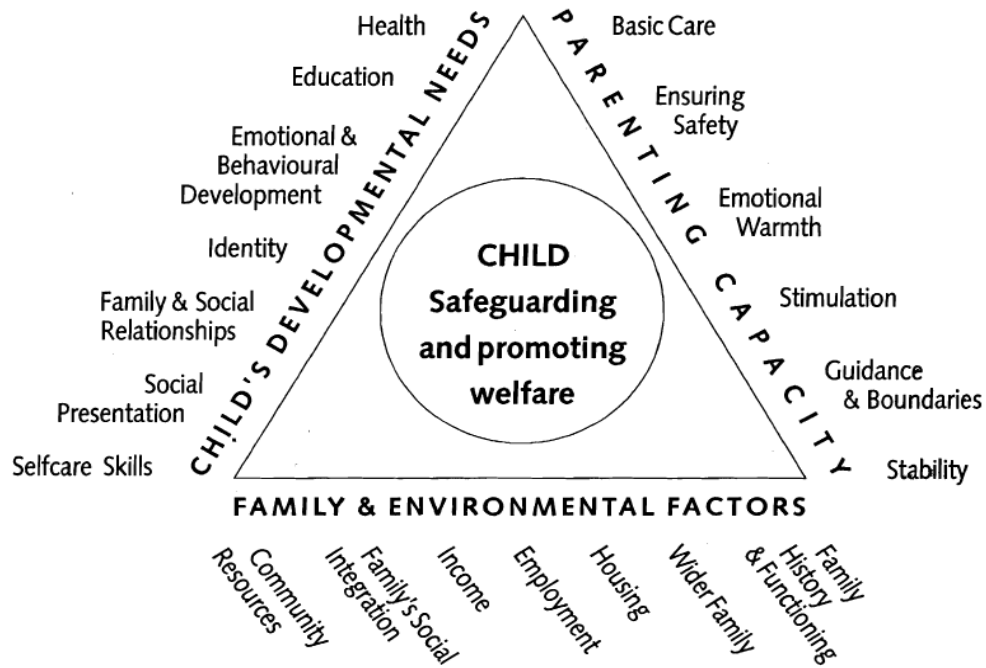 Health
Education
Emotional &
Behavioural
Development
Identity
Family & Social
Relationships
Social
Presentation
Selfcare Skills
CHILD'S DEVELOPMENTAL NEEDS
PARENTING CAPACITY
Basic Care
Ensuring
Safety
Emotional
Warmth
Stimulation
Guidance
& Boundaries
Stability
CHILD
Safeguarding
and promoting
welfare
FAMILY & ENVIRONMENTAL FACTORS
Community
Resources
Family's Social
Integration
Income
Employment
Housing
Wider Family
Family
History
& Functioning